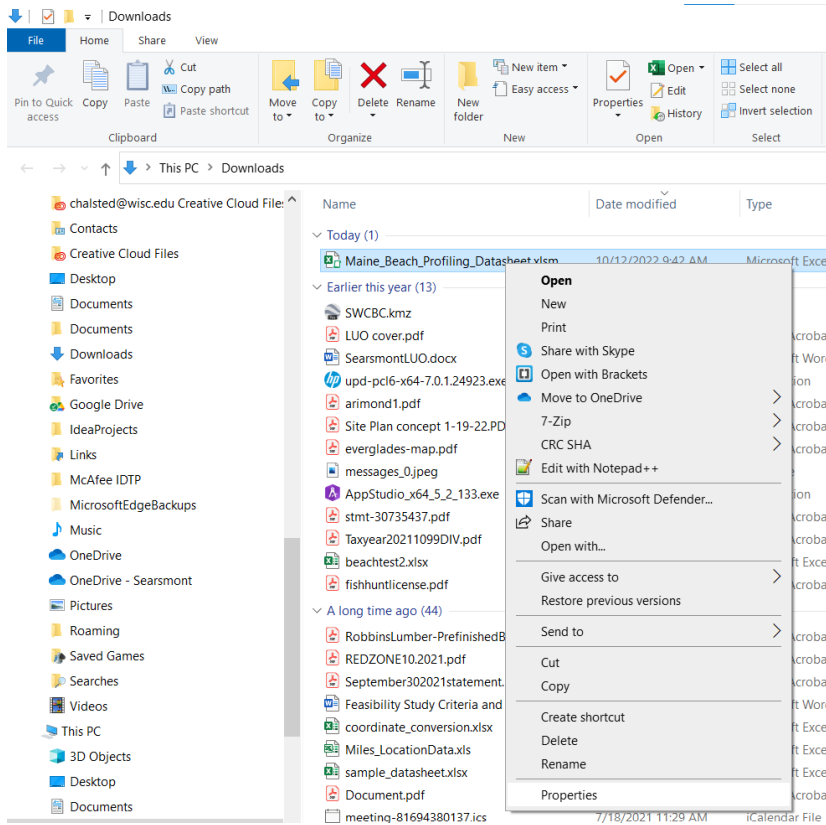 Downloads
File Home Share View
Pin to Quick access
Copy
Paste
Cut
Copy path
Paste shortcut
Clipboard
Move to
Copy to
Delete
Rename
Organize
New folder
New item
Easy access
New
Properties
Open
Edit
History
Open
Select all
Select none
Invert selection
Select
This PC > Downloads
chalsted@wisc.edu Creative Cloud File
Contacts
Creative Cloud Files
Desktop
Documents
Documents
Downloads
Favorites
Google Drive
IdeaProjects
Links
McAfee IDTP
MicrosoftEdgeBackups
Music
OneDrive
OneDrive - Searsmont
Pictures
Roaming
Saved Games
Searches
Videos
This PC
3D Objects
Desktop
Documents
Name Date modified Type
Today (1)
Maine_Beach_Profiling_Datasheet.xlsm 10/12/2022 9:42 AM Microsoft Exce
Earlier this year (13)
SWCBC.kmz
LUO cover.pdf
SearsmontLUO.docx
upd-pcl6-x64-7.0.1.24923.exe
arimond1.pdf
Site Plan concept 1-19-22.PD
everglades-map.pdf
messages_0.jpeg
AppStudio_x64_5_2_133.exe
stmt-30735437.pdf
Taxyear20211099DIV.pdf
beachtest2.xlsx
fishhuntlicense.pdf
A long time ago (44)
RobbinsLumber-PrefinishedB
REDZONE10.2021.pdf
September302021statement.
Feasibility Study Criteria and
coordinate_conversion.xlsx
Miles_LocationData.xls
sample_datasheet.xlsx
Document.pdf
meeting-81694380137.ics 7/18/2021 11:29 AM iCalendar File
Open
New
Print
Share with Skype
Open with Brackets
Move to OneDrive
7-Zip
CRC SHA
Edit with Notepad++
Scan with Microsoft Defender...
Share
Open with...
Give access to
Restore previous versions
Send to
Cut
Copy
Create shortcut
Delete
Rename
Properties